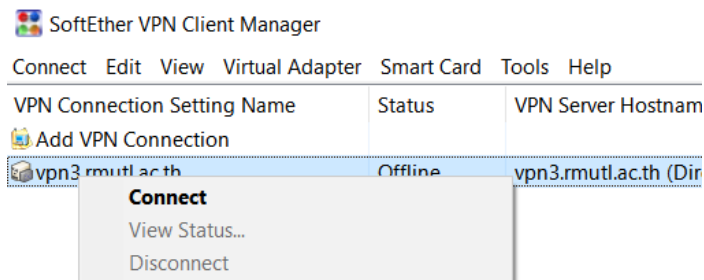 SoftEther VPN Client Manager
Connect Edit View Virtual Adapter Smart Card Tools Help
VPN Connection Setting Name Status VPN Server Hostnam
Add VPN Connection
vpn3.rmutl.ac.th Offline vpn3.rmutl.ac.th (Dir
Connect
View Status...
Disconnect